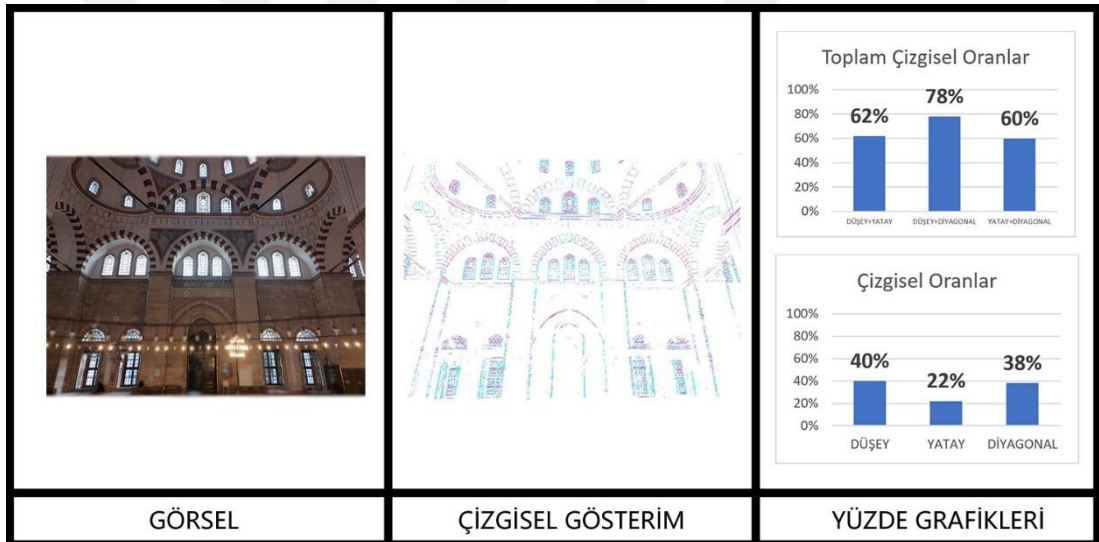 Toplam Çizgisel Oranlar
100%
80%
60%
40%
20%
0%
62%
78%
60%
DÜŞEY+YATAY
DÜŞEY+DİYAGONAL
YATAY+DİYAGONAL
Çizgisel Oranlar
100%
80%
60%
40%
20%
0%
40%
22%
38%
DÜŞEY
YATAY
DİYAGONAL
GÖRSEL
ÇİZGİSEL GÖSTERİM
YÜZDE GRAFİKLERİ